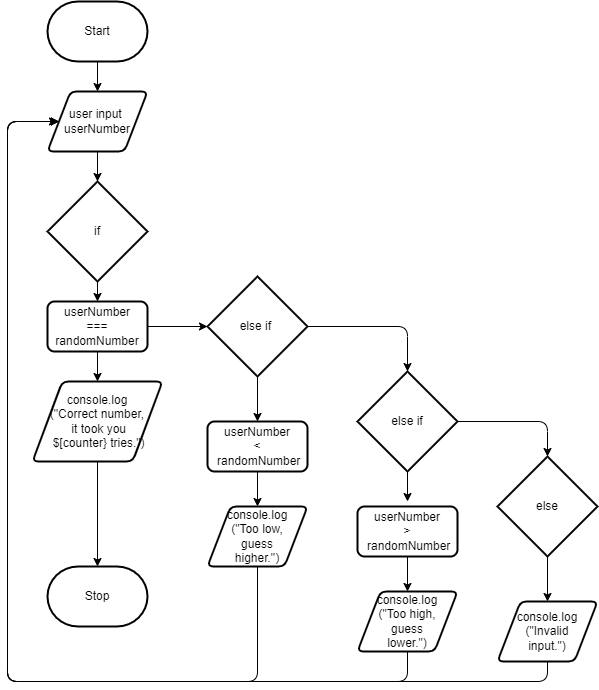 Start
user input
userNumber
if
userNumber
===
randomNumber
console.log
("Correct number,
it took you
$[counter} tries.")
Stop
else if
userNumber
<
randomNumber
console.log
("Too low,
guess
higher.")
else if
userNumber
>
randomNumber
console.log
("Too high,
guess
lower.")
else
console.log
("Invalid
input.")